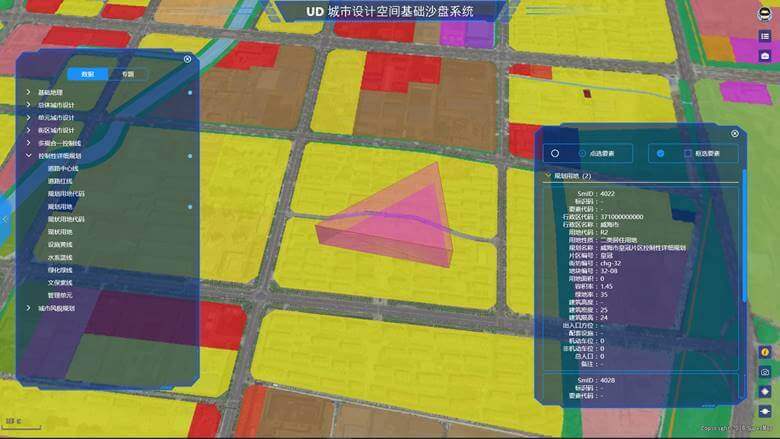 UD 城市设计空间基础沙盘系统
数据
专题
基础地理
总体城市设计
单元城市设计
街区城市设计
多规合一控制线
控制性详细规划
道路中心线
道路红线
规划用地代码
规划用地
现状用地代码
现状用地
设施黄线
水系蓝线
绿化绿线
文保紫线
管理单元
城市风貌规划
点选要素
框选要素
规划用地 (2)
SmID : 4022
标识码 : -
要素代码 : -
行政区代码 : 371000000000
行政区名称 : 威海市
用地代码 : R2
用地性质 : 二类居住用地
规划名称 : 威海市皇冠片区控制性详细规划
片区编号 : 皇冠
街坊编号 : chg-32
地块编号 : 32-08
用地面积 : 0
容积率 : 1.45
绿地率 : 35
建筑高度 : -
建筑密度 : 25
建筑限高 : 24
出入口方位 : -
配套设施 : -
机动车位 : 0
非机动车位 : 0
总人口 : 0
备注 : -
SmID : 4028
标识码 : -
要素代码 : -